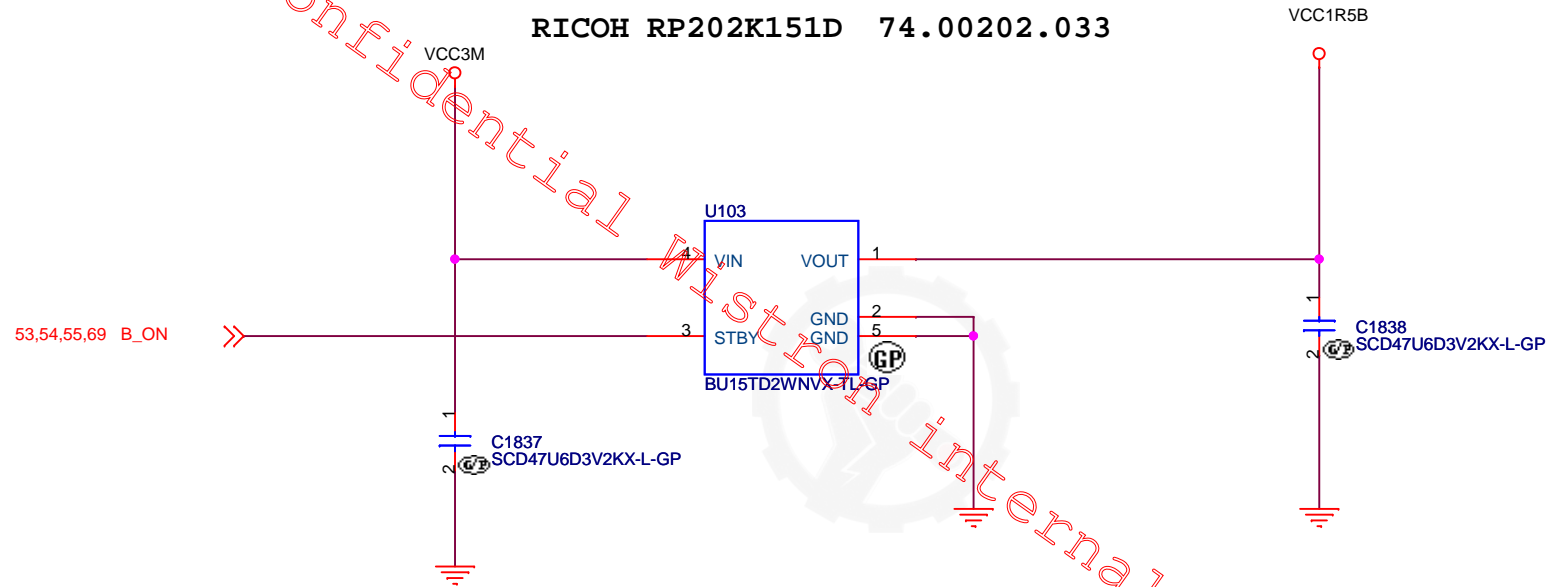 RICOH RP202K151D 74.00202.033
VCC1R5B
VCC3M
U103
4
VIN
VOUT
1
GND
2
53,54,55,69 B_ON
3
STBY
GND
5
GP
BU15TD2WNVX-TL-GP
1
C1838
SCD47U6D3V2KX-L-GP
2
G/P
1
C1837
SCD47U6D3V2KX-L-GP
2
G/P
onfidential Wistron internal